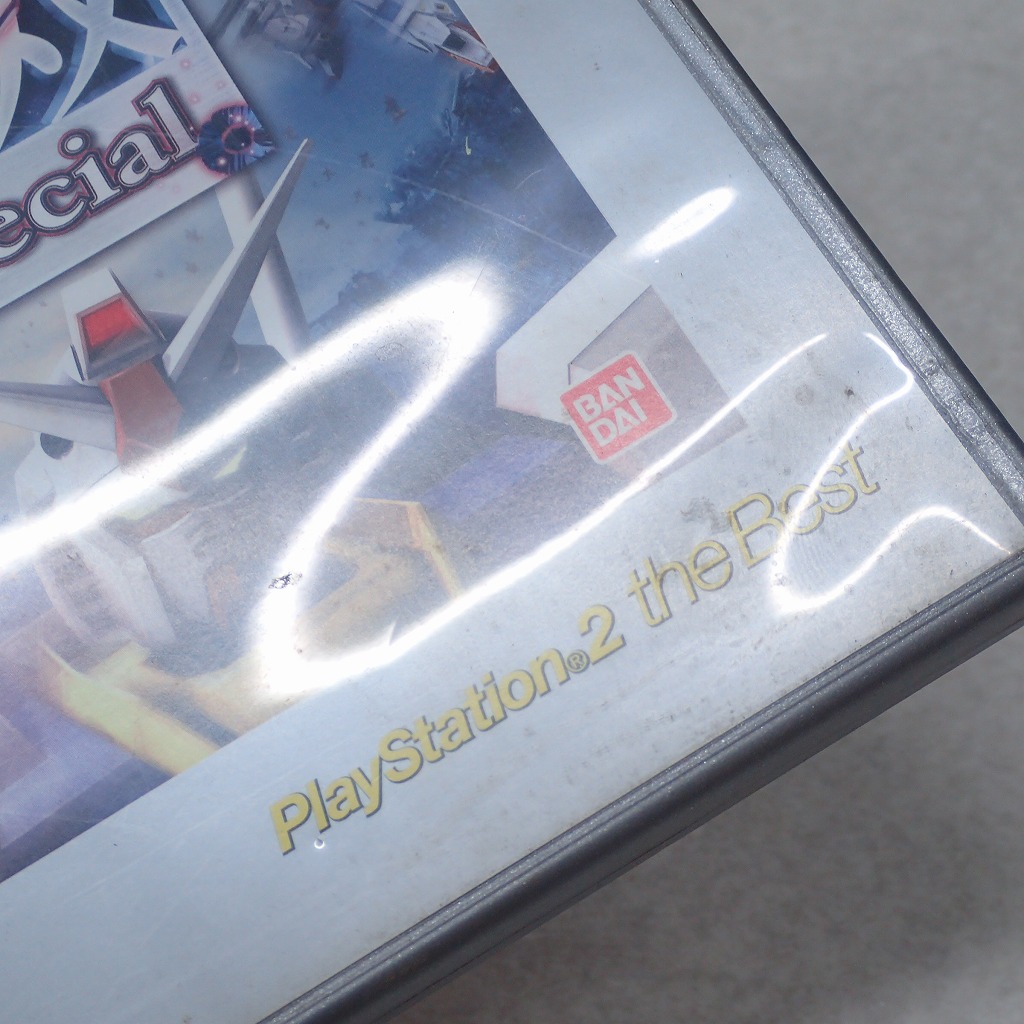 ecial
BAN
DAI
PlayStation®2 the Best